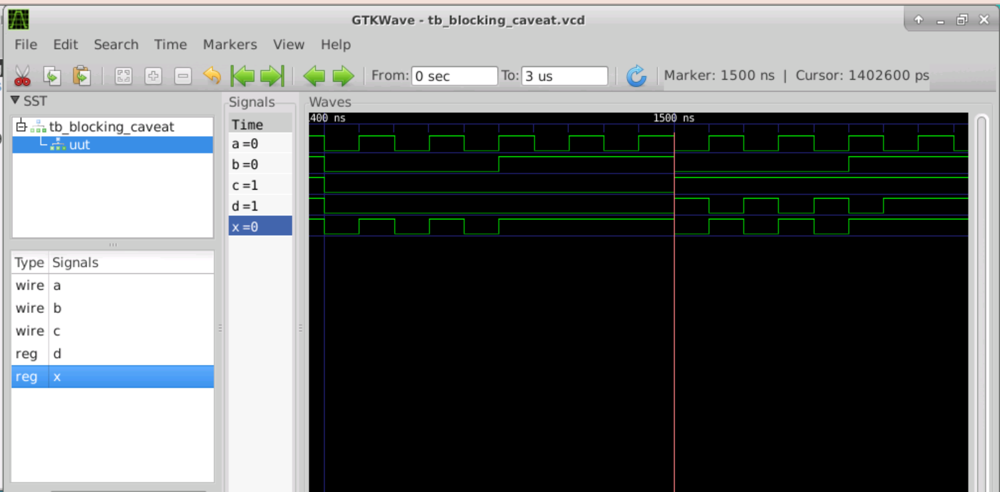 GTKWave - tb_blocking_caveat.vcd
File Edit Search Time Markers View Help
From: 0 sec To: 3 us Marker: 1500 ns | Cursor: 1402600 ps
SST
tb_blocking_caveat
uut
Type Signals
wire a
wire b
wire c
reg d
reg x
Signals
Time
a =0
b =0
c =1
d =1
x =0
Waves
400 ns 1500 ns